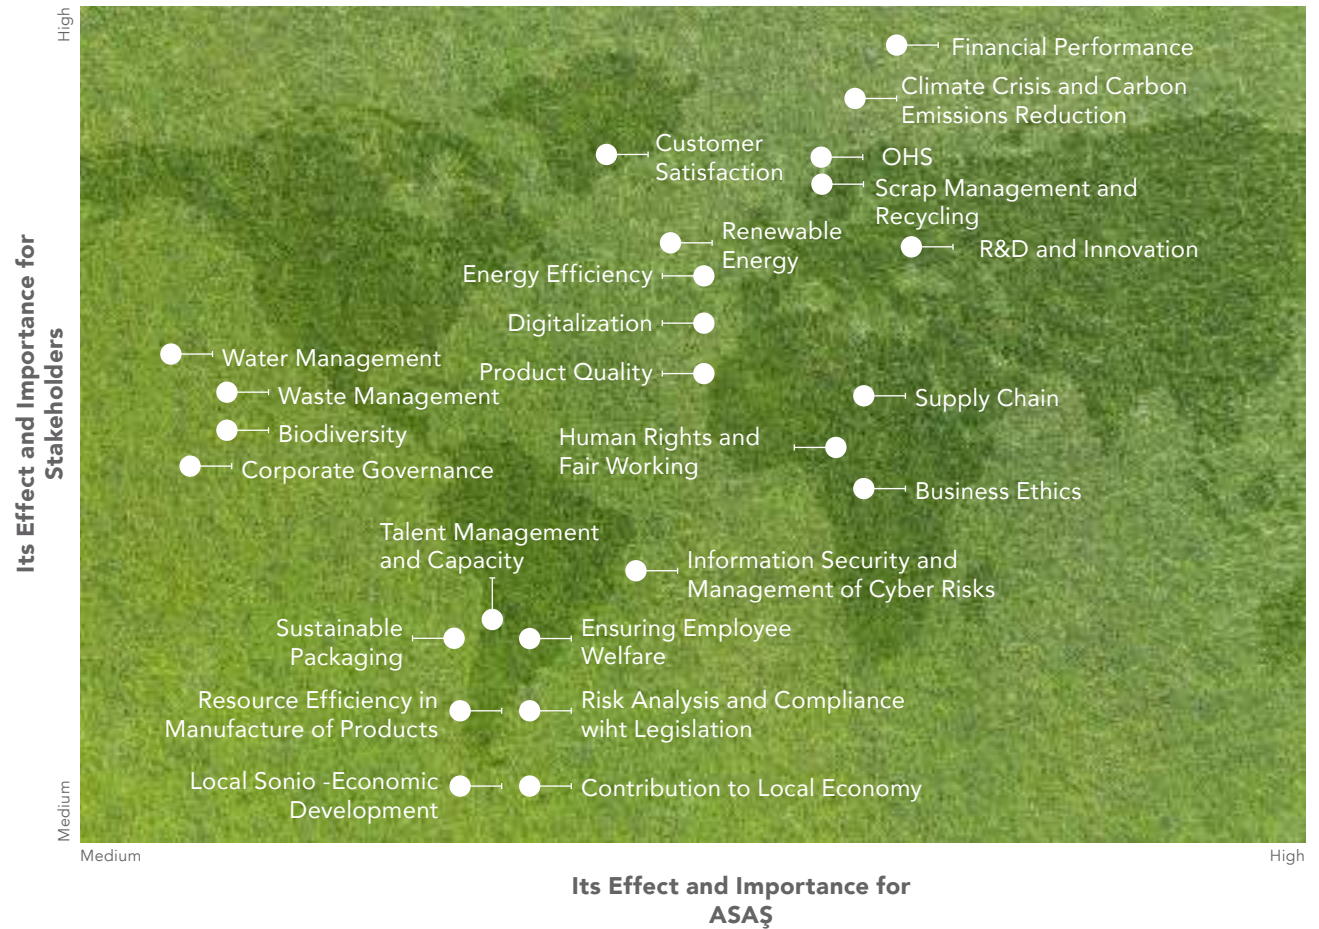 High
Financial Performance
Climate Crisis and Carbon
Emissions Reduction
Customer
Satisfaction
OHS
Scrap Management and
Recycling
Renewable
Energy
R&D and Innovation
Energy Efficiency
Digitalization
Water Management
Product Quality
Waste Management
Supply Chain
Biodiversity
Human Rights and
Fair Working
Corporate Governance
Business Ethics
Talent Management
and Capacity
Information Security and
Management of Cyber Risks
Sustainable
Packaging
Ensuring Employee
Welfare
Resource Efficiency in
Manufacture of Products
Risk Analysis and Compliance
wiht Legislation
Local Sonio -Economic
Development
Contribution to Local Economy
Its Effect and Importance for
Stakeholders
Medium
Medium
High
Its Effect and Importance for
ASAŞ